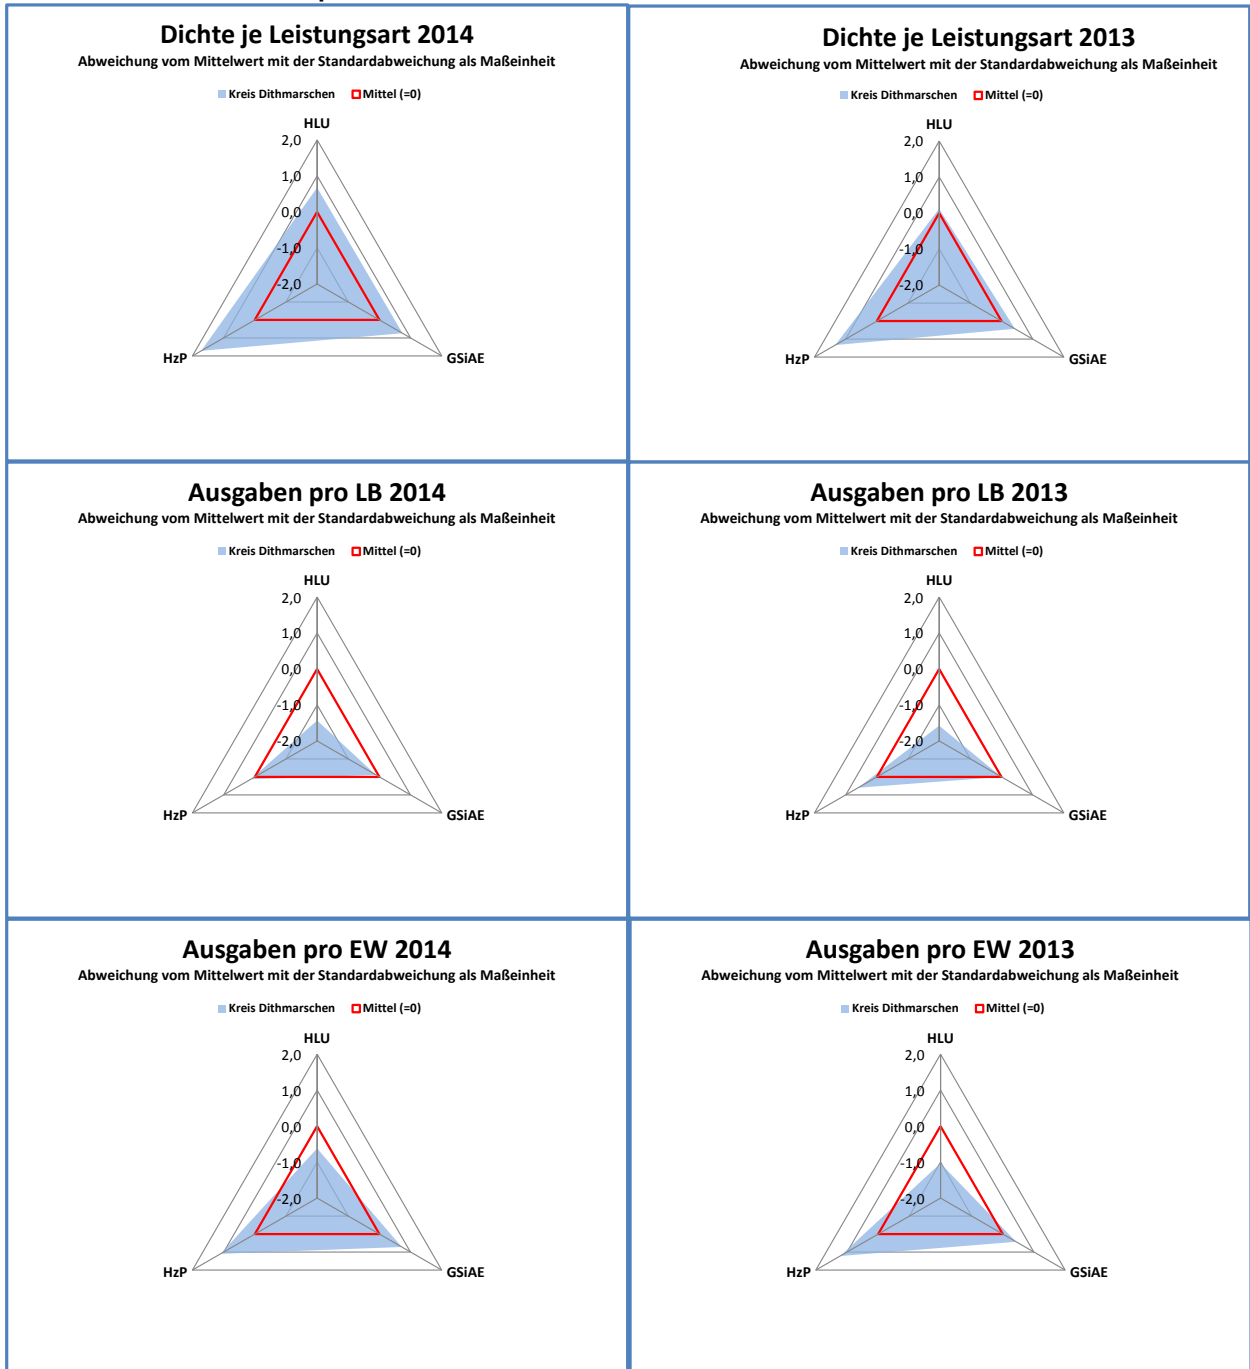 Dichte je Leistungsart 2014
Abweichung vom Mittelwert mit der Standardabweichung als Maßeinheit
Kreis Dithmarschen Mittel (=0)
HLU
2,0
1,0
0,0
-1,0
-2,0
HzP
GSiAE
Dichte je Leistungsart 2013
Abweichung vom Mittelwert mit der Standardabweichung als Maßeinheit
Kreis Dithmarschen Mittel (=0)
HLU
2,0
1,0
0,0
-1,0
-2,0
HzP
GSiAE
Ausgaben pro LB 2014
Abweichung vom Mittelwert mit der Standardabweichung als Maßeinheit
Kreis Dithmarschen Mittel (=0)
HLU
2,0
1,0
0,0
-1,0
-2,0
HzP
GSiAE
Ausgaben pro LB 2013
Abweichung vom Mittelwert mit der Standardabweichung als Maßeinheit
Kreis Dithmarschen Mittel (=0)
HLU
2,0
1,0
0,0
-1,0
-2,0
HzP
GSiAE
Ausgaben pro EW 2014
Abweichung vom Mittelwert mit der Standardabweichung als Maßeinheit
Kreis Dithmarschen Mittel (=0)
HLU
2,0
1,0
0,0
-1,0
-2,0
HzP
GSiAE
Ausgaben pro EW 2013
Abweichung vom Mittelwert mit der Standardabweichung als Maßeinheit
Kreis Dithmarschen Mittel (=0)
HLU
2,0
1,0
0,0
-1,0
-2,0
HzP
GSiAE